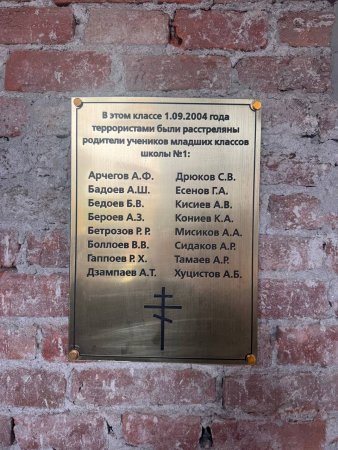 В этом классе 1.09.2004 года
террористами были расстреляны
родители учеников младших классов
школы №1:
Арчегов А.Ф.
Бадоев А.Ш.
Бедоев Б.В.
Бероев А.З.
Бетрозов Р. Р.
Боллоев В.В.
Гаппоев Р. Х.
Дзампаев А.Т.
Дрюков С.В.
Есенов Г.А.
Кисиев А.В.
Кониев К.А.
Мисиков А.А.
Сидаков А.Р.
Тамаев А.Р.
Хуцистов А.Б.